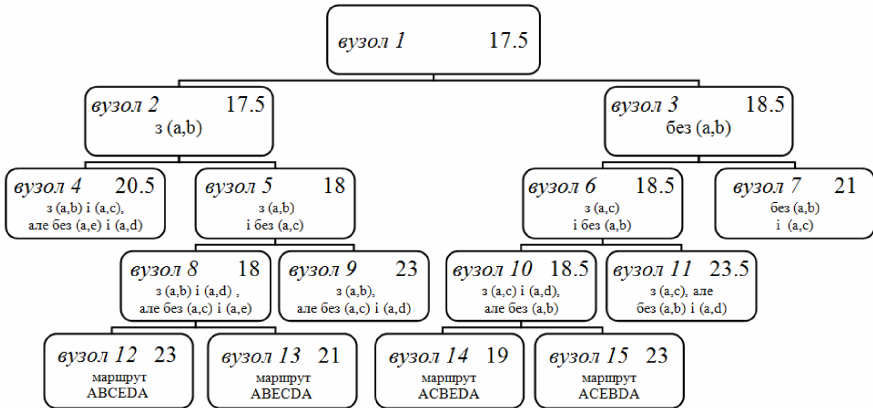 вузол 1 17.5
вузол 2 17.5
з (a,b)
вузол 3 18.5
без (a,b)
вузол 4 20.5
з (a,b) і (a,c),
але без (a,e) і (a,d)
вузол 5 18
з (a,b)
і без (a,c)
вузол 6 18.5
з (a,c)
і без (a,b)
вузол 7 21
без (a,b)
і (a,c)
вузол 8 18
з (a,b) і (a,d) ,
але без (a,c) і (a,e)
вузол 9 23
з (a,b),
але без (a,c) і (a,d)
вузол 10 18.5
з (a,c) і (a,d),
але без (a,b)
вузол 11 23.5
з (a,c), але
без (a,b) і (a,d)
вузол 12 23
маршрут
ABCEDA
вузол 13 21
маршрут
ABECDA
вузол 14 19
маршрут
ACBEDA
вузол 15 23
маршрут
ACEBDA